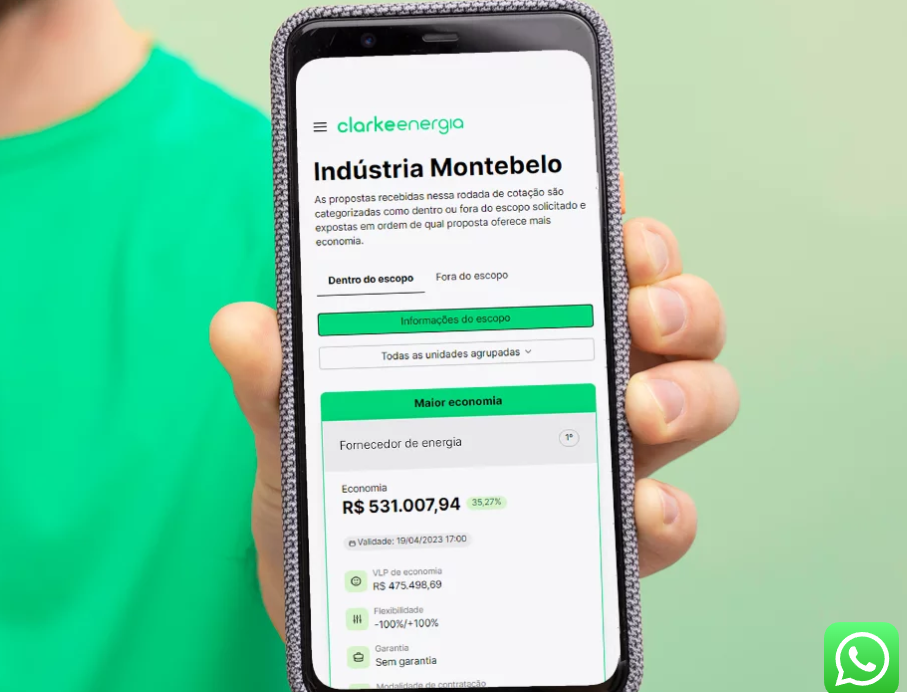 clarkeenergia
Indústria Montebelo
As propostas recebidas nessa rodada de cotação são
categorizadas como dentro ou fora do escopo solicitado e
expostas em ordem de qual proposta oferece mais
economia.
Dentro do escopo Fora do escopo
Informações do escopo
Todas as unidades agrupadas
Maior economia
Fornecedor de energia 1º
Economia
R$ 531.007,94 35,27%
Validade: 19/04/2023 17:00
VLP de economia
R$ 475.498,69
Flexibilidade
-100%/+100%
Garantia
Sem garantia
Modalidade de contratação